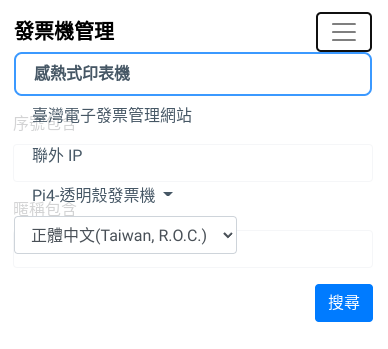 發票機管理
感熱式印表機
臺灣電子發票管理網站
序號包含
聯外 IP
Pi4-透明殼發票機
暱稱包含
正體中文(Taiwan, R.O.C.)
搜尋